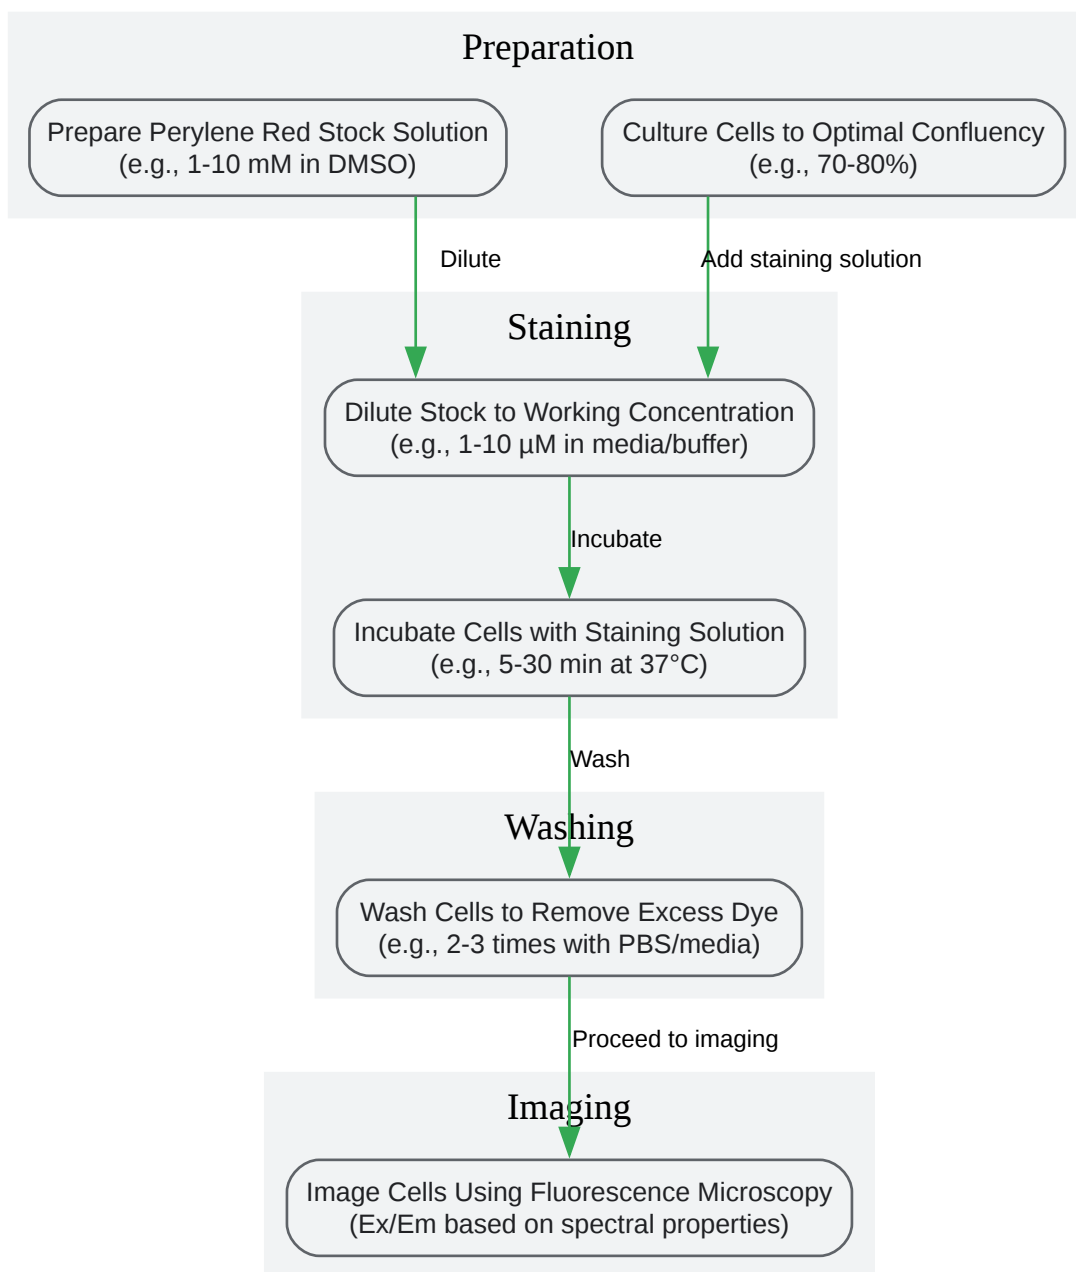 Preparation
Prepare Perylene Red Stock Solution
(e.g., 1-10 mM in DMSO)
Culture Cells to Optimal Confluency
(e.g., 70-80%)
Dilute
Add staining solution
Staining
Dilute Stock to Working Concentration
(e.g., 1-10 µM in media/buffer)
Incubate
Incubate Cells with Staining Solution
(e.g., 5-30 min at 37°C)
Wash
Washing
Wash Cells to Remove Excess Dye
(e.g., 2-3 times with PBS/media)
Proceed to imaging
Imaging
Image Cells Using Fluorescence Microscopy
(Ex/Em based on spectral properties)